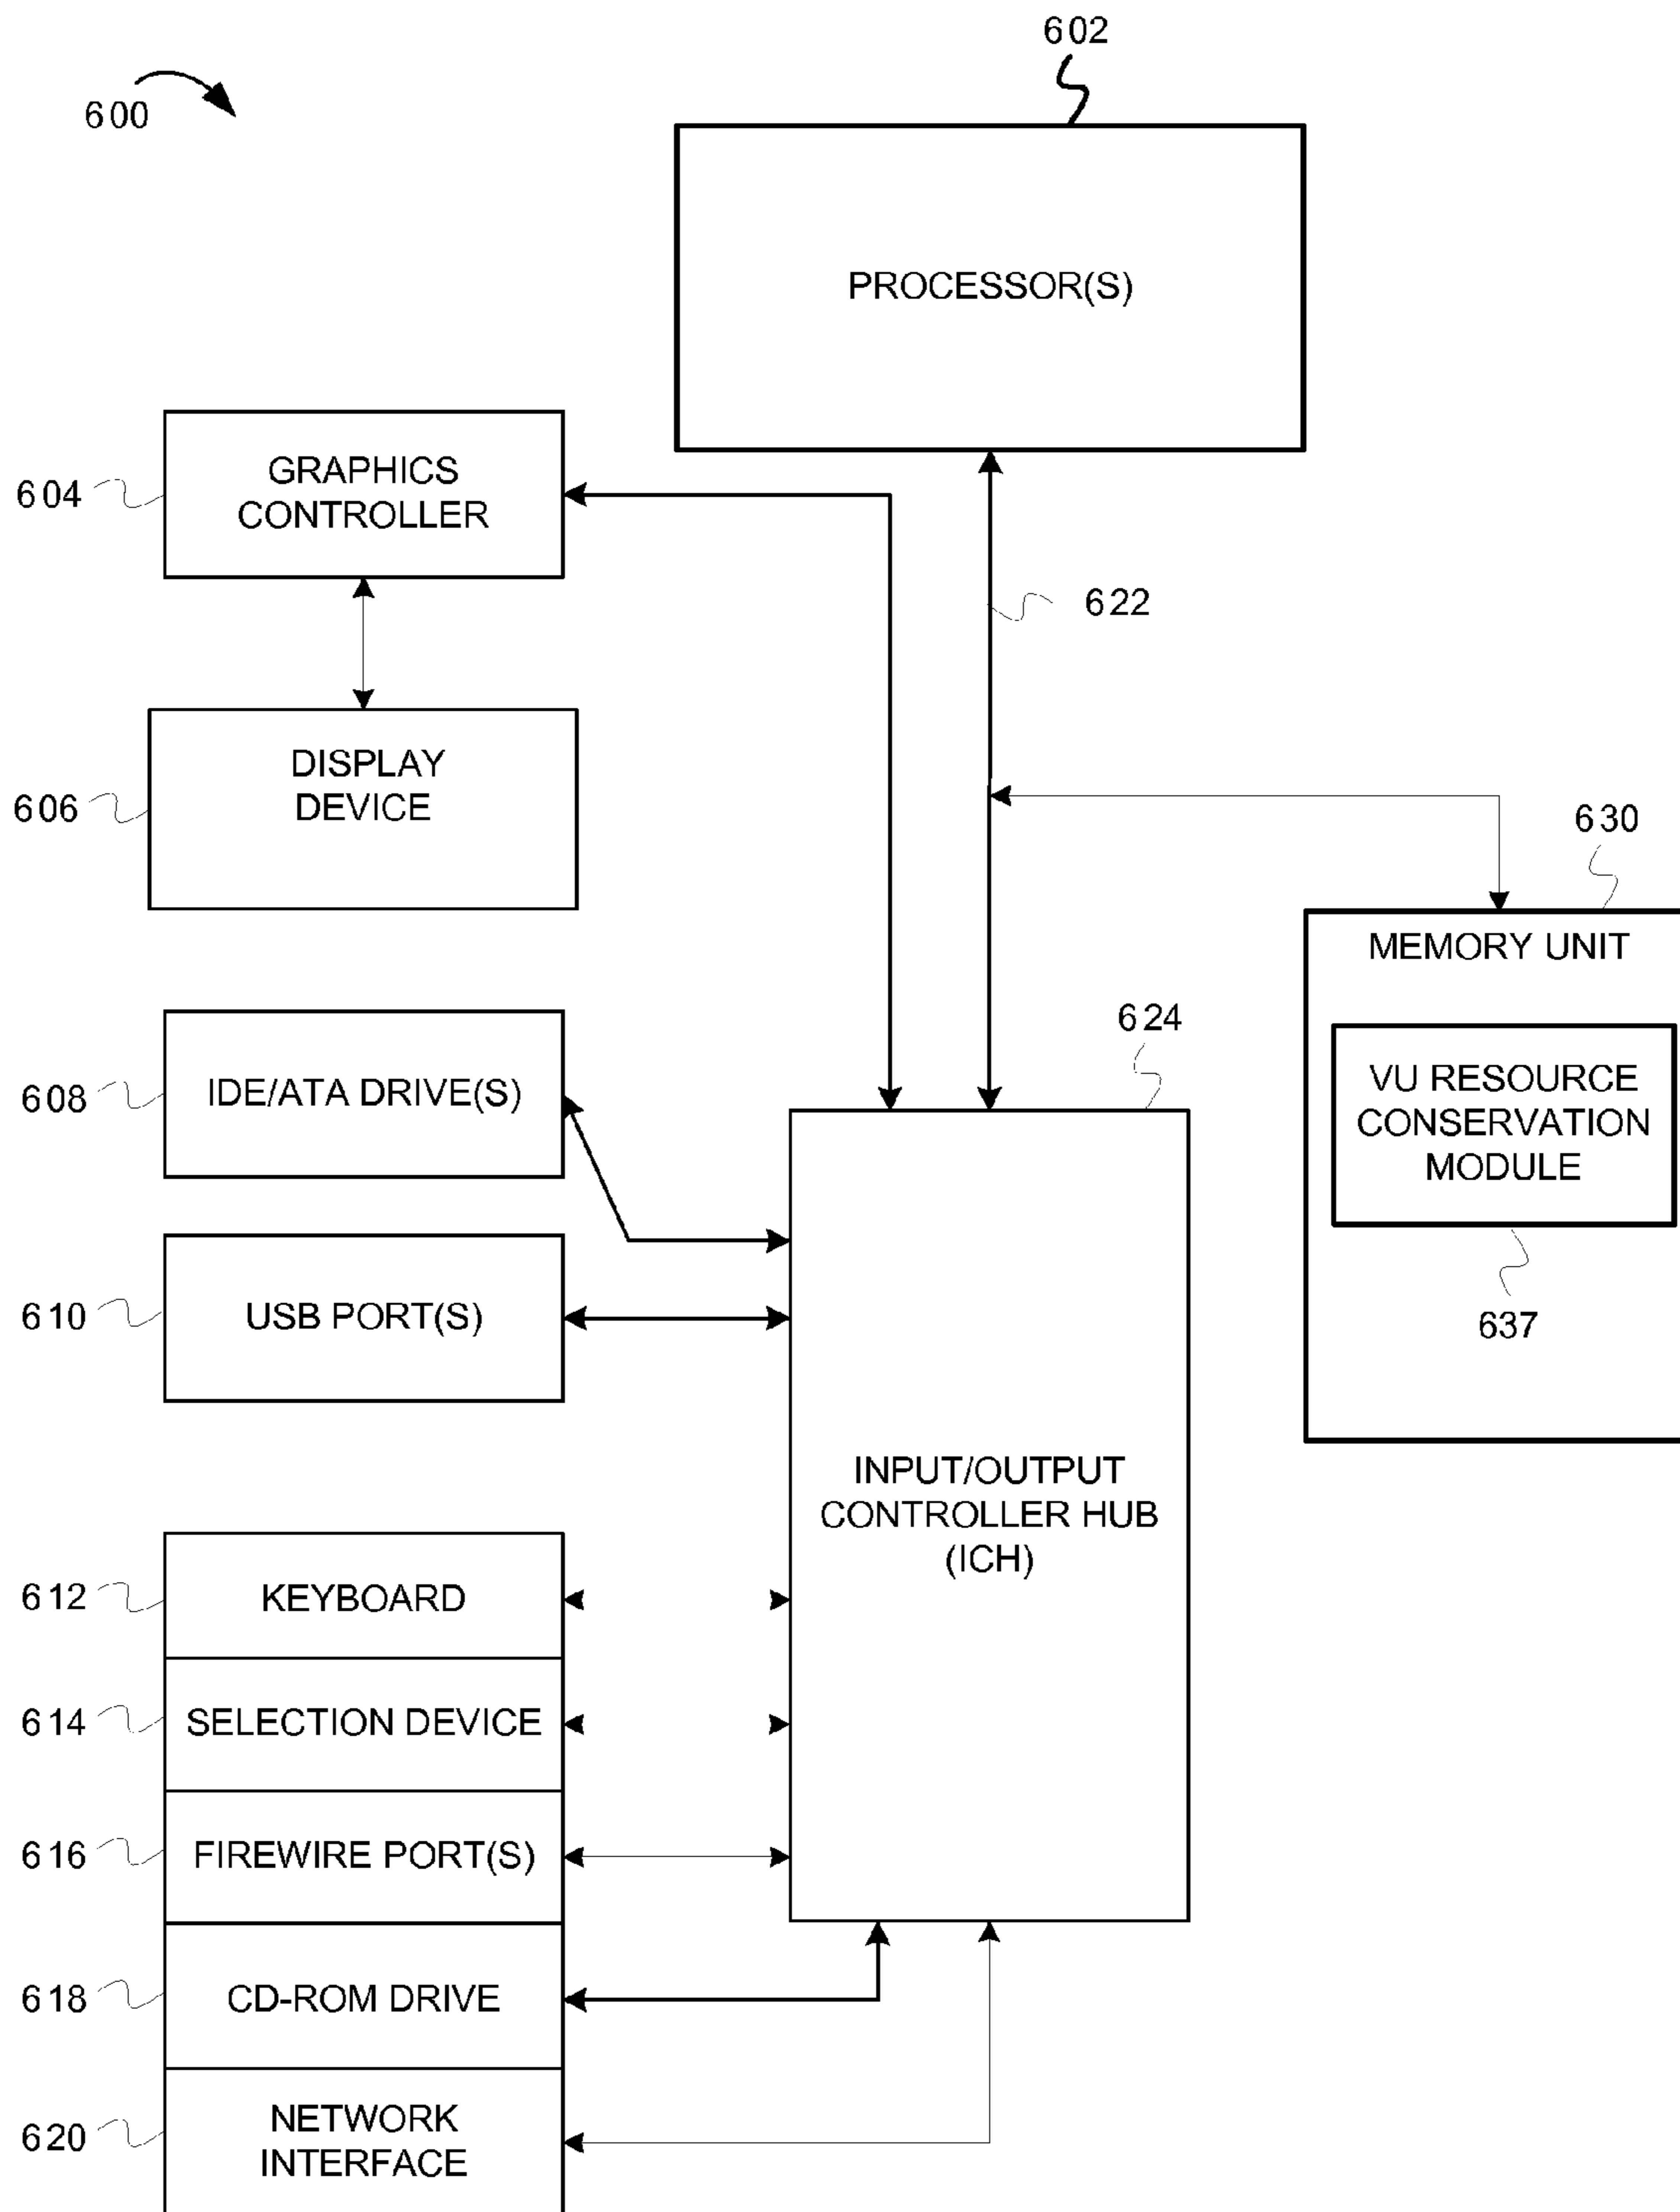 602
600
PROCESSOR(S)
GRAPHICS
CONTROLLER
604
622
DISPLAY
DEVICE
606
630
MEMORY UNIT
624
VU RESOURCE
CONSERVATION
MODULE
637
IDE/ATA DRIVE(S)
608
USB PORT(S)
610
INPUT/OUTPUT
CONTROLLER HUB
(ICH)
KEYBOARD
612
SELECTION DEVICE
614
FIREWIRE PORT(S)
616
CD-ROM DRIVE
618
NETWORK
INTERFACE
620